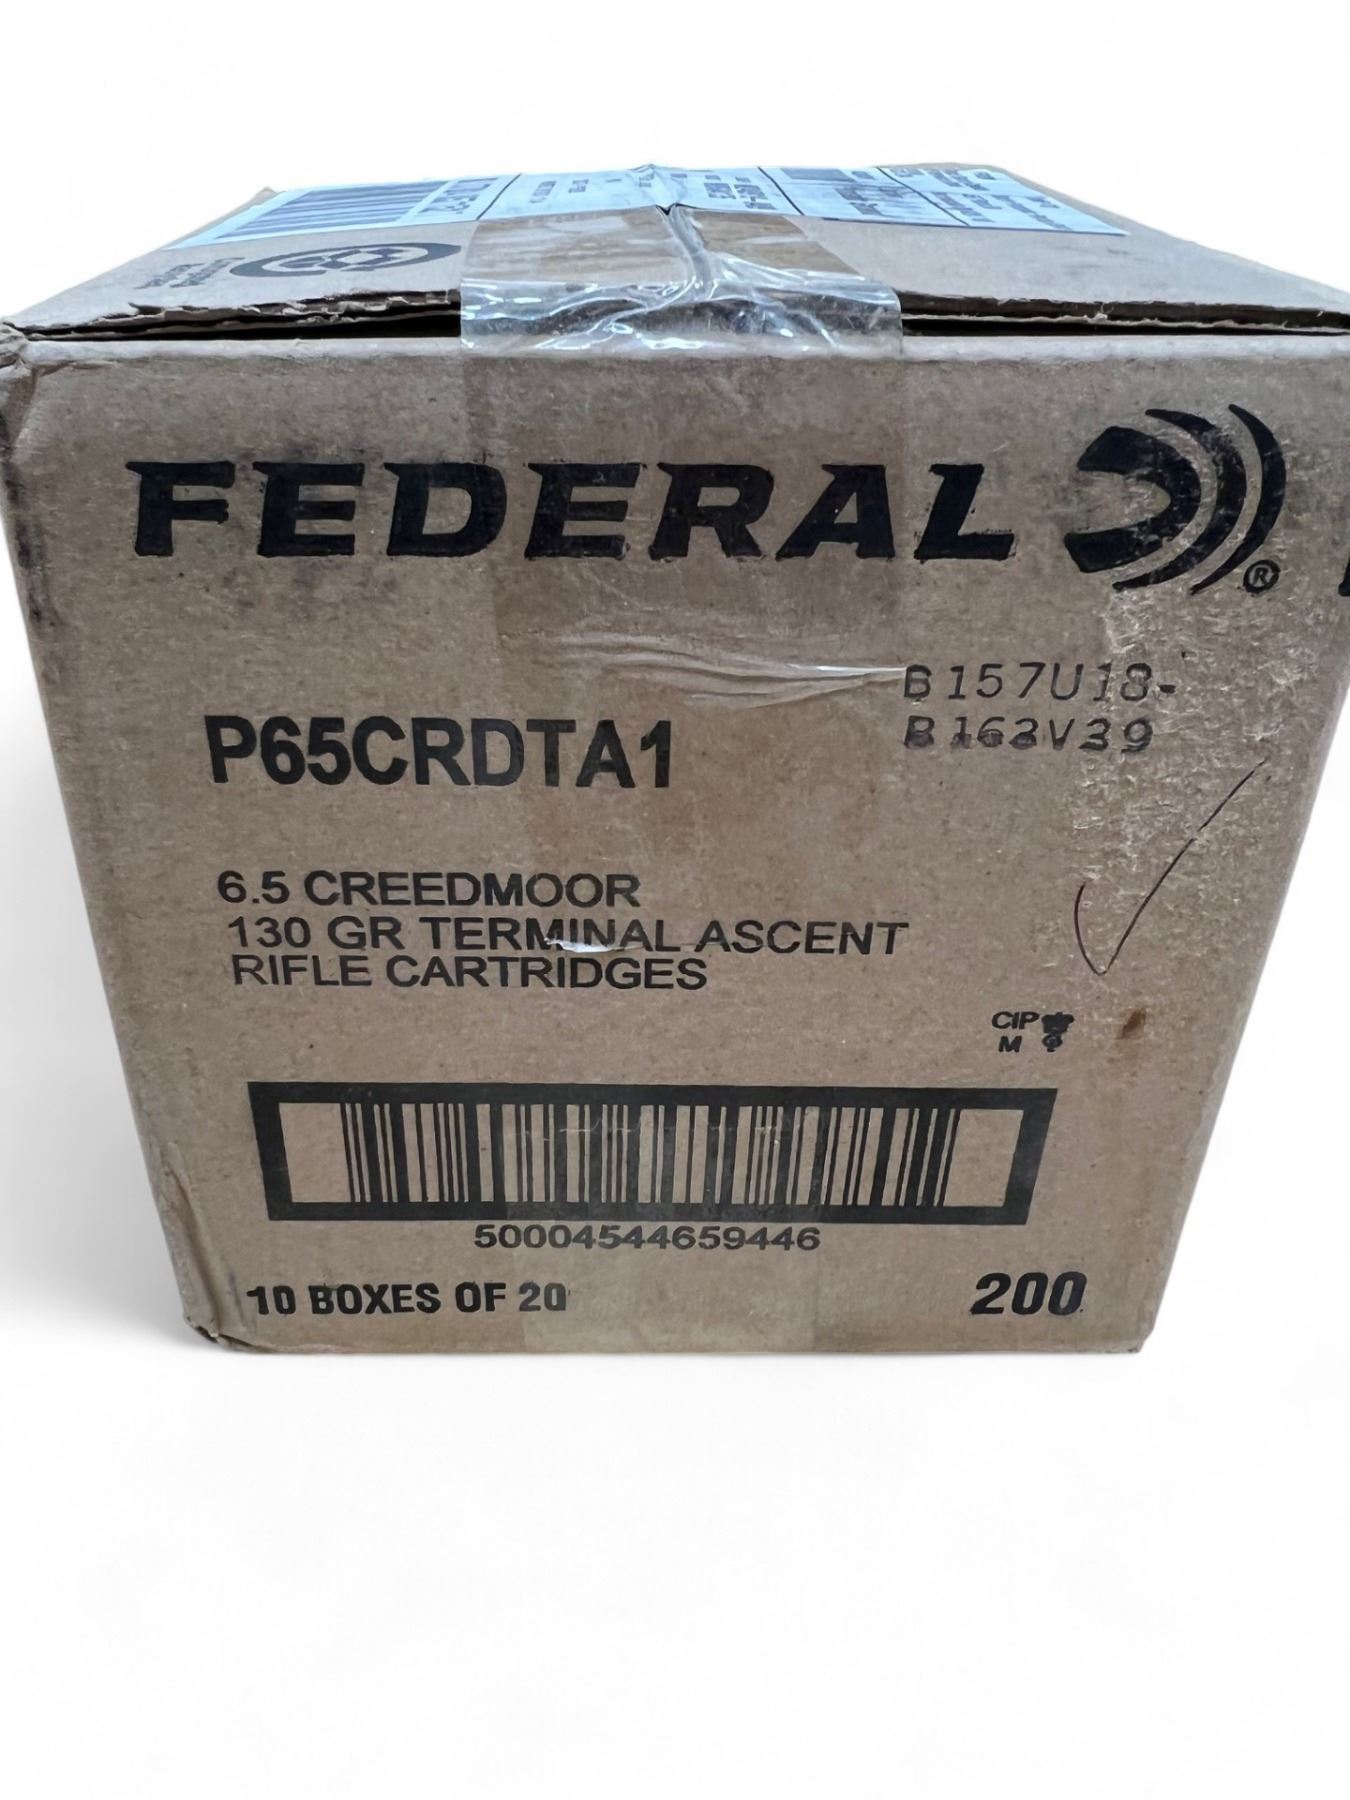 FEDERAL
®
B157U18-
B163V39
P65CRDTA1
6.5 CREEDMOOR
130 GR TERMINAL ASCENT
RIFLE CARTRIDGES
CIP
M
50004544659446
10 BOXES OF 20
200